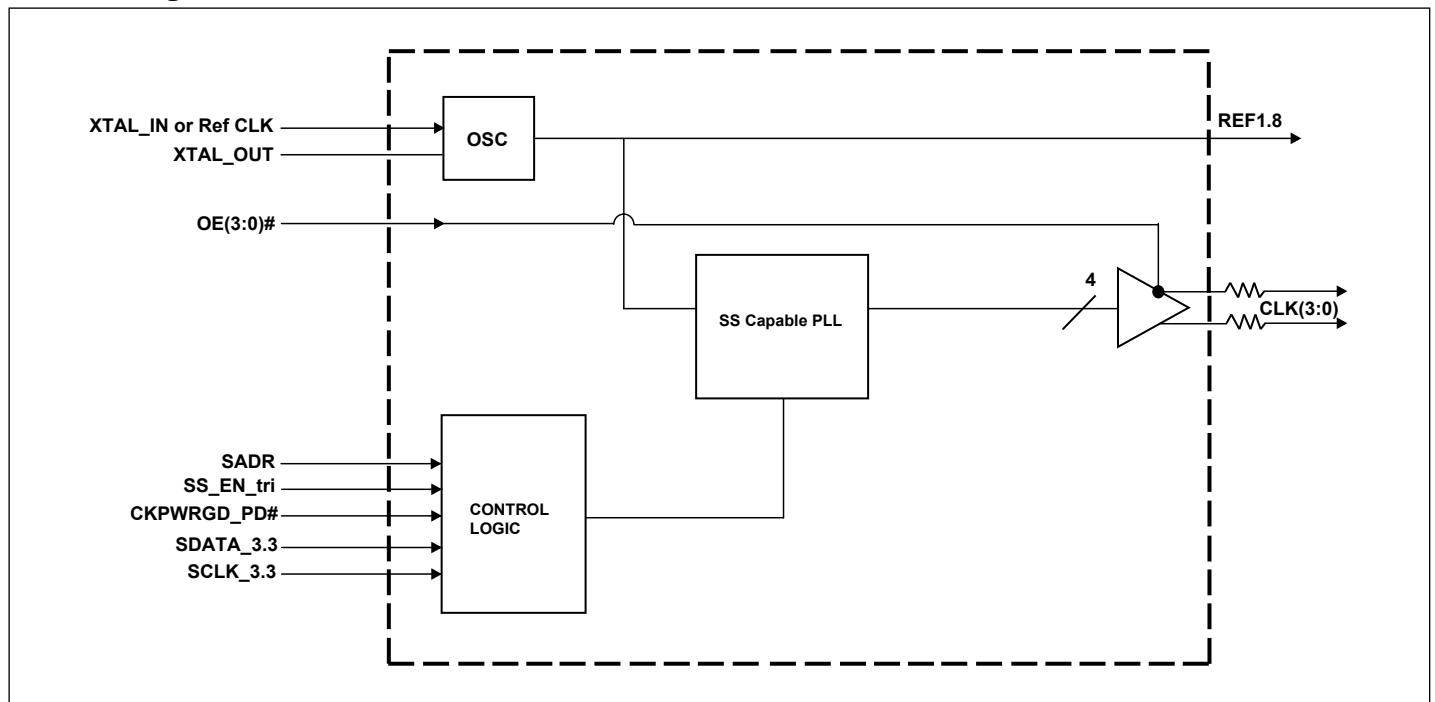 XTAL_IN or Ref CLK
XTAL_OUT
OSC
REF1.8
OE(3:0)#
4
SS Capable PLL
CLK(3:0)
SADR
SS_EN_tri
CKPWRGD_PD#
SDATA_3.3
SCLK_3.3
CONTROL
LOGIC